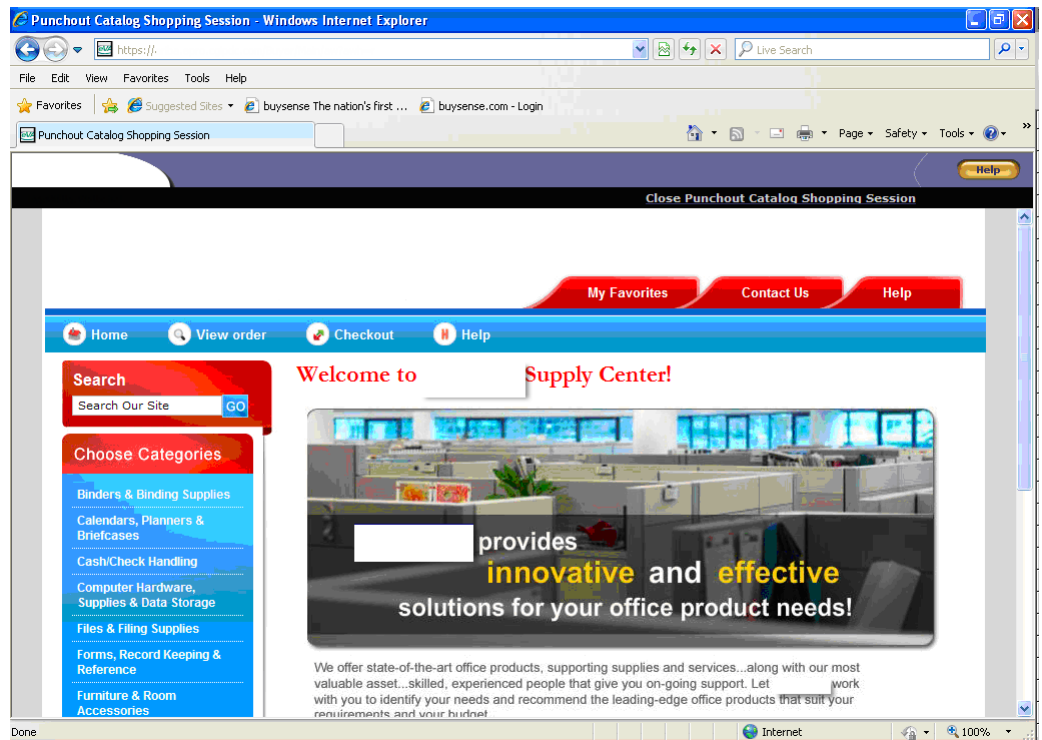 Punchout Catalog Shopping Session - Windows Internet Explorer
https://.
Live Search
File Edit View Favorites Tools Help
Favorites Suggested Sites buysense The nation's first ... buysense.com - Login
Punchout Catalog Shopping Session
Page Safety Tools »
Help
Close Punchout Catalog Shopping Session
My Favorites Contact Us Help
Home View order Checkout H Help
Search
Search Our Site GO
Choose Categories
Binders & Binding Supplies
Calendars, Planners &
Briefcases
Cash/Check Handling
Computer Hardware,
Supplies & Data Storage
Files & Filing Supplies
Forms, Record Keeping &
Reference
Furniture & Room
Accessories
Welcome to Supply Center!
provides
innovative and effective
solutions for your office product needs!
We offer state-of-the-art office products, supporting supplies and services...along with our most
valuable asset...skilled, experienced people that give you on-going support. Let work
with you to identify your needs and recommend the leading-edge office products that suit your
requirements and your budget.
Done Internet 100%